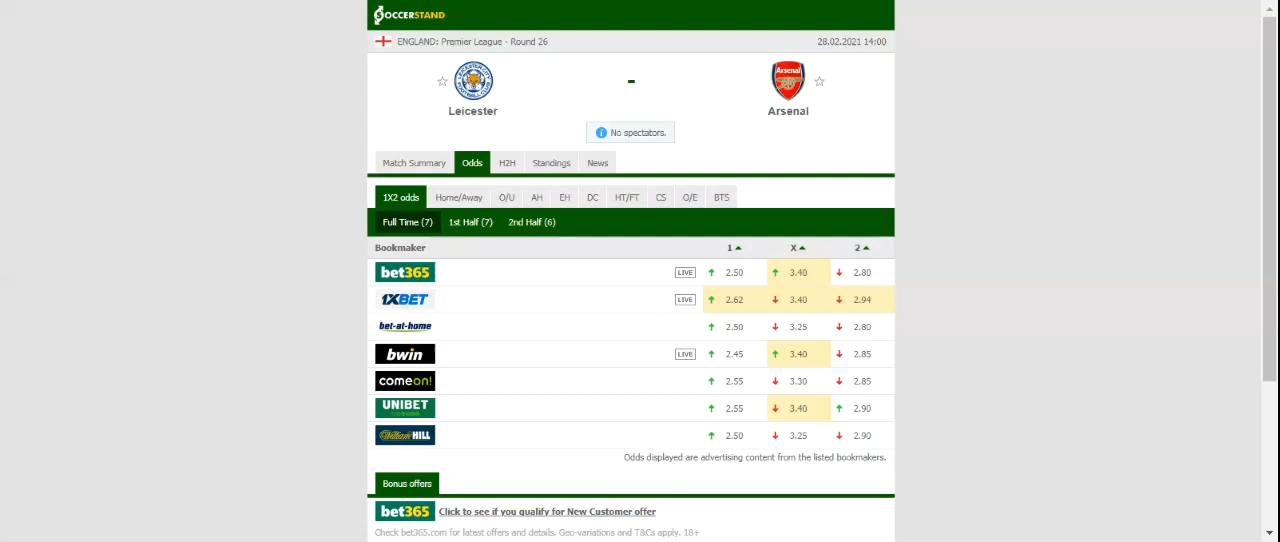 SOCCERSTAND
ENGLAND: Premier League - Round 26 28.02.2021 14:00
Leicester - Arsenal
No spectators.
Match Summary Odds H2H Standings News
1X2 odds Home/Away O/U AH EH DC HT/FT CS O/E BTS
Full Time (7) 1st Half (7) 2nd Half (6)
Bookmaker 1 X 2
bet365 LIVE 2.50 3.40 2.80
1XBET LIVE 2.62 3.40 2.94
bet-at-home 2.50 3.25 2.80
bwin LIVE 2.45 3.40 2.85
comeon! 2.55 3.30 2.85
UNIBET 2.55 3.40 2.90
William HILL 2.50 3.25 2.90
Odds displayed are advertising content from the listed bookmakers.
Bonus offers
bet365 Click to see if you qualify for New Customer offer
Check bet365.com for latest offers and details. Geo-variations and T&Cs apply. 18+